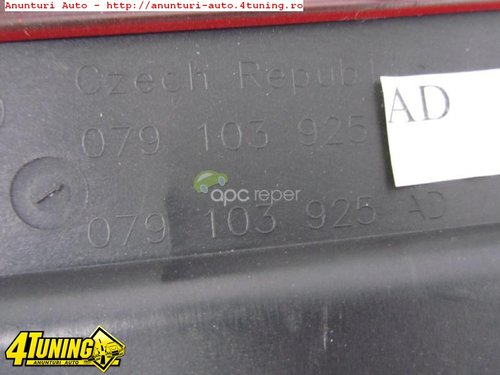 Anunturi Auto - http://anunturi-auto.4tuning.ro
Czech Republi
079 103 925
AD
apc reper
079 103 925 AD
4TUNING
ANUNTURI AUTO